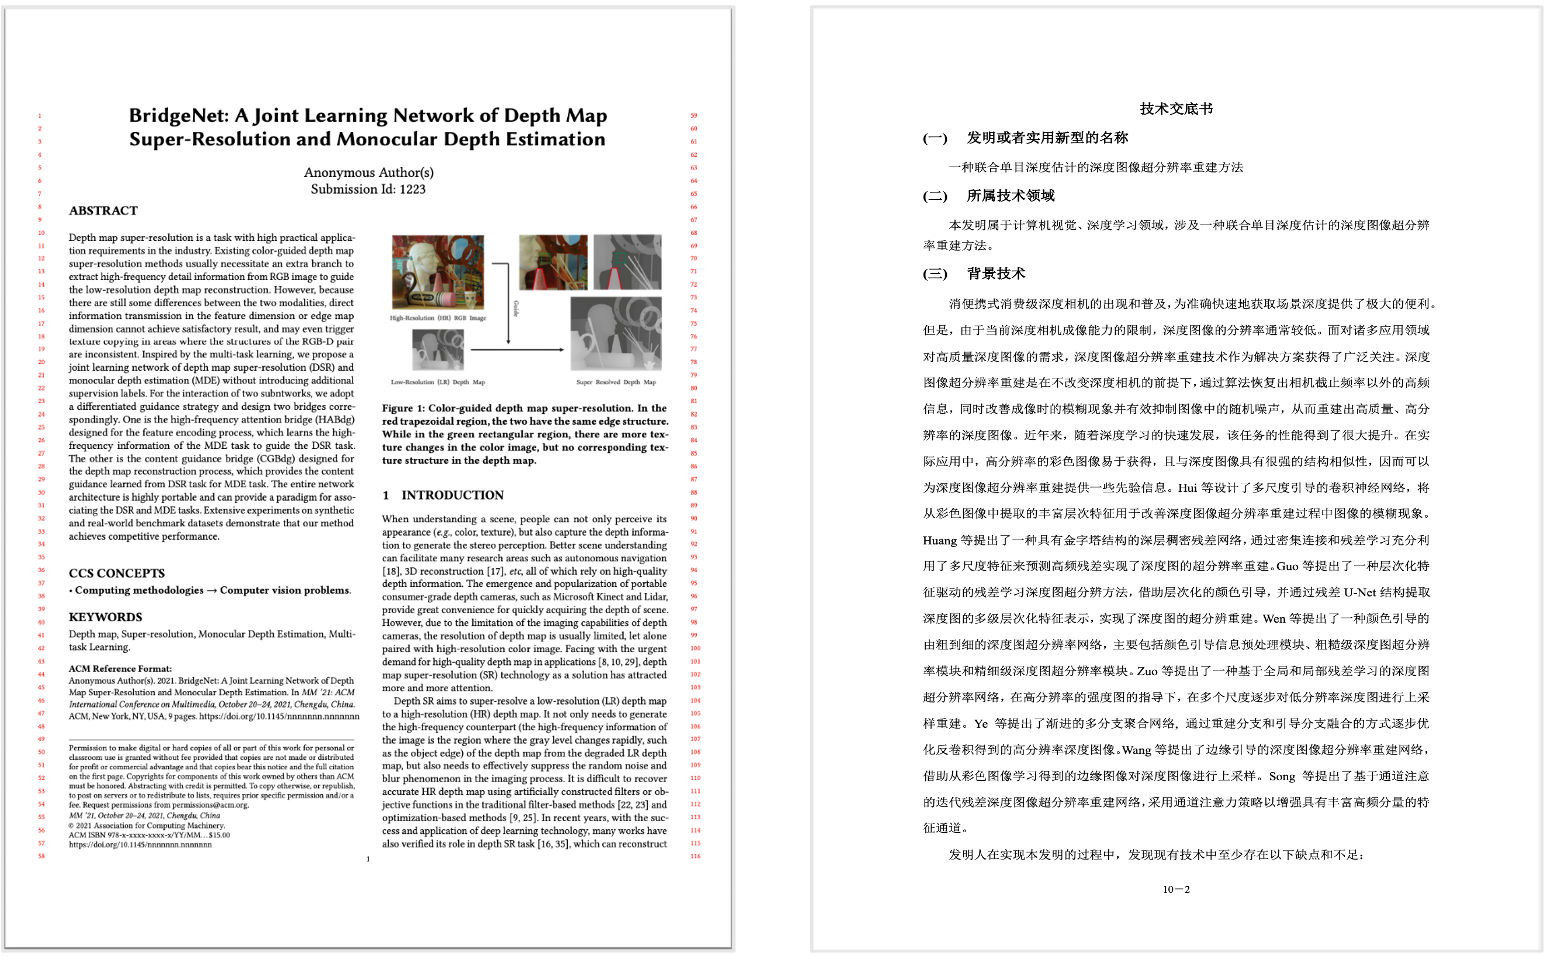 BridgeNet: A Joint Learning Network of Depth Map
Super-Resolution and Monocular Depth Estimation
Anonymous Author(s)
Submission Id: 1223
ABSTRACT
Depth map super-resolution is a task with high practical applica-
tion requirements in the industry. Existing color-guided depth map
super-resolution methods usually necessitate an extra branch to
extract high-frequency detail information from RGB image to guide
the low-resolution depth map reconstruction. However, because
there are still some differences between the two modalities, direct
information transmission in the feature dimension or edge map
dimension cannot achieve satisfactory result, and may even trigger
texture copying in areas where the structures of the RGB-D pair
are inconsistent. Inspired by the multi-task learning, we propose a
joint learning network of depth map super-resolution (DSR) and
monocular depth estimation (MDE) without introducing additional
supervision labels. For the interaction of two subntworks, we adopt
a differentiated guidance strategy and design two bridges corre-
spondingly. One is the high-frequency attention bridge (HABdg)
designed for the feature encoding process, which learns the high-
frequency information of the MDE task to guide the DSR task.
The other is the content guidance bridge (CGBdg) designed for
the depth map reconstruction process, which provides the content
guidance learned from DSR task for MDE task. The entire network
architecture is highly portable and can provide a paradigm for asso-
ciating the DSR and MDE tasks. Extensive experiments on synthetic
and real-world benchmark datasets demonstrate that our method
achieves competitive performance.
CCS CONCEPTS
• Computing methodologies → Computer vision problems.
KEYWORDS
Depth map, Super-resolution, Monocular Depth Estimation, Multi-
task Learning.
ACM Reference Format:
Anonymous Author(s). 2021. BridgeNet: A Joint Learning Network of Depth
Map Super-Resolution and Monocular Depth Estimation. In MM '21: ACM
International Conference on Multimedia, October 20–24, 2021, Chengdu, China.
ACM, New York, NY, USA, 9 pages. https://doi.org/10.1145/nnnnnnn.nnnnnnn
Permission to make digital or hard copies of all or part of this work for personal or
classroom use is granted without fee provided that copies are not made or distributed
for profit or commercial advantage and that copies bear this notice and the full citation
on the first page. Copyrights for components of this work owned by others than ACM
must be honored. Abstracting with credit is permitted. To copy otherwise, or republish,
to post on servers or to redistribute to lists, requires prior specific permission and/or a
fee. Request permissions from permissions@acm.org.
MM '21, October 20–24, 2021, Chengdu, China
© 2021 Association for Computing Machinery.
ACM ISBN 978-x-xxxx-xxxx-x/YY/MM...$15.00
https://doi.org/10.1145/nnnnnnn.nnnnnnn
High-Resolution (HR) RGB Image
Guide
Low-Resolution (LR) Depth Map
Super Resolved Depth Map
Figure 1: Color-guided depth map super-resolution. In the
red trapezoidal region, the two have the same edge structure.
While in the green rectangular region, there are more tex-
ture changes in the color image, but no corresponding tex-
ture structure in the depth map.
1 INTRODUCTION
When understanding a scene, people can not only perceive its
appearance (e.g., color, texture), but also capture the depth informa-
tion to generate the stereo perception. Better scene understanding
can facilitate many research areas such as autonomous navigation
[18], 3D reconstruction [17], etc, all of which rely on high-quality
depth information. The emergence and popularization of portable
consumer-grade depth cameras, such as Microsoft Kinect and Lidar,
provide great convenience for quickly acquiring the depth of scene.
However, due to the limitation of the imaging capabilities of depth
cameras, the resolution of depth map is usually limited, let alone
paired with high-resolution color image. Facing with the urgent
demand for high-quality depth map in applications [8, 10, 29], depth
map super-resolution (SR) technology as a solution has attracted
more and more attention.
Depth SR aims to super-resolve a low-resolution (LR) depth map
to a high-resolution (HR) depth map. It not only needs to generate
the high-frequency counterpart (the high-frequency information of
the image is the region where the gray level changes rapidly, such
as the object edge) of the depth map from the degraded LR depth
map, but also needs to effectively suppress the random noise and
blur phenomenon in the imaging process. It is difficult to recover
accurate HR depth map using artificially constructed filters or ob-
jective functions in the traditional filter-based methods [22, 23] and
optimization-based methods [9, 25]. In recent years, with the suc-
cess and application of deep learning technology, many works have
also verified its role in depth SR task [16, 35], which can reconstruct
1
技术交底书
(一) 发明或者实用新型的名称
一种联合单目深度估计的深度图像超分辨率重建方法
(二) 所属技术领域
本发明属于计算机视觉、深度学习领域，涉及一种联合单目深度估计的深度图像超分辨
率重建方法。
(三) 背景技术
消便携式消费级深度相机的出现和普及，为准确快速地获取场景深度提供了极大的便利。
但是，由于当前深度相机成像能力的限制，深度图像的分辨率通常较低。面对诸多应用领域
对高质量深度图像的需求，深度图像超分辨率重建技术作为解决方案获得了广泛关注。深度
图像超分辨率重建是在不改变深度相机的前提下，通过算法恢复出相机截止频率以外的高频
信息，同时改善成像时的模糊现象并有效抑制图像中的随机噪声，从而重建出高质量、高分
辨率的深度图像。近年来，随着深度学习的快速发展，该任务的性能得到了很大提升。在实
际应用中，高分辨率的彩色图像易于获得，且与深度图像具有很强的结构相似性，因而可以
为深度图像超分辨率重建提供一些先验信息。Hui 等设计了多尺度引导的卷积神经网络，将
从彩色图像中提取的丰富层次特征用于改善深度图像超分辨率重建过程中图像的模糊现象。
Huang 等提出了一种具有金字塔结构的深层稠密残差网络，通过密集连接和残差学习充分利
用了多尺度特征来预测高频残差实现了深度图的超分辨率重建。Guo 等提出了一种层次化特
征驱动的残差学习深度图超分辨方法，借助层次化的颜色引导，并通过残差 U-Net 结构提取
深度图的多级层次化特征表示，实现了深度图的超分辨重建。Wen 等提出了一种颜色引导的
由粗到细的深度图超分辨率网络，主要包括颜色引导信息预处理模块、粗糙级深度图超分辨
率模块和精细级深度图超分辨率模块。Zuo 等提出了一种基于全局和局部残差学习的深度图
超分辨率网络，在高分辨率的强度图的指导下，在多个尺度逐步对低分辨率深度图进行上采
样重建。Ye 等提出了渐进的多分支聚合网络，通过重建分支和引导分支融合的方式逐步优
化反卷积得到的高分辨率深度图像。Wang 等提出了边缘引导的深度图像超分辨率重建网络，
借助从彩色图像学习得到的边缘图像对深度图像进行上采样。Song 等提出了基于通道注意
的迭代残差深度图像超分辨率重建网络，采用通道注意力策略以增强具有丰富高频分量的特
征通道。
发明人在实现本发明的过程中，发现现有技术中至少存在以下缺点和不足：
10－2